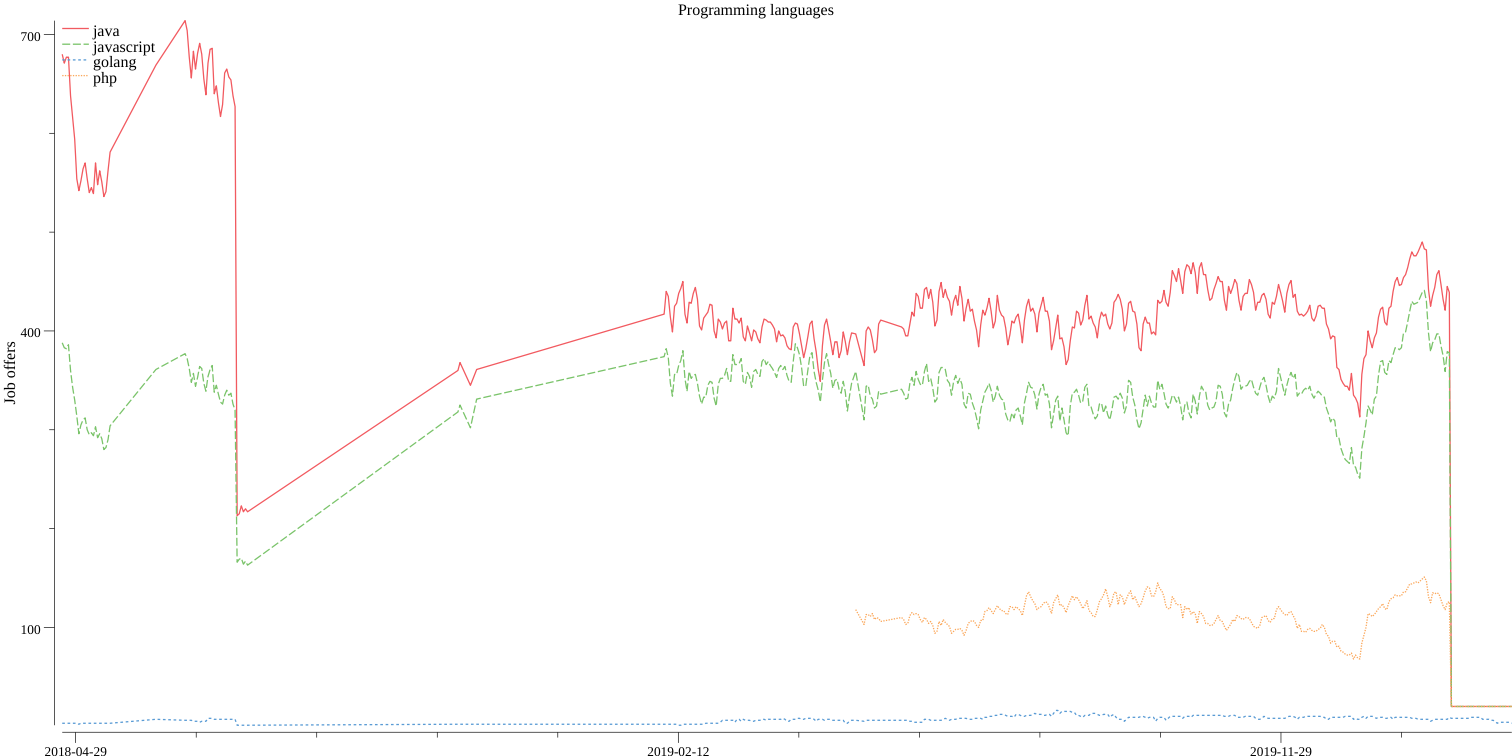 Programming languages
700
java
javascript
golang
php
400
Job offers
100
2018-04-29
2019-02-12
2019-11-29